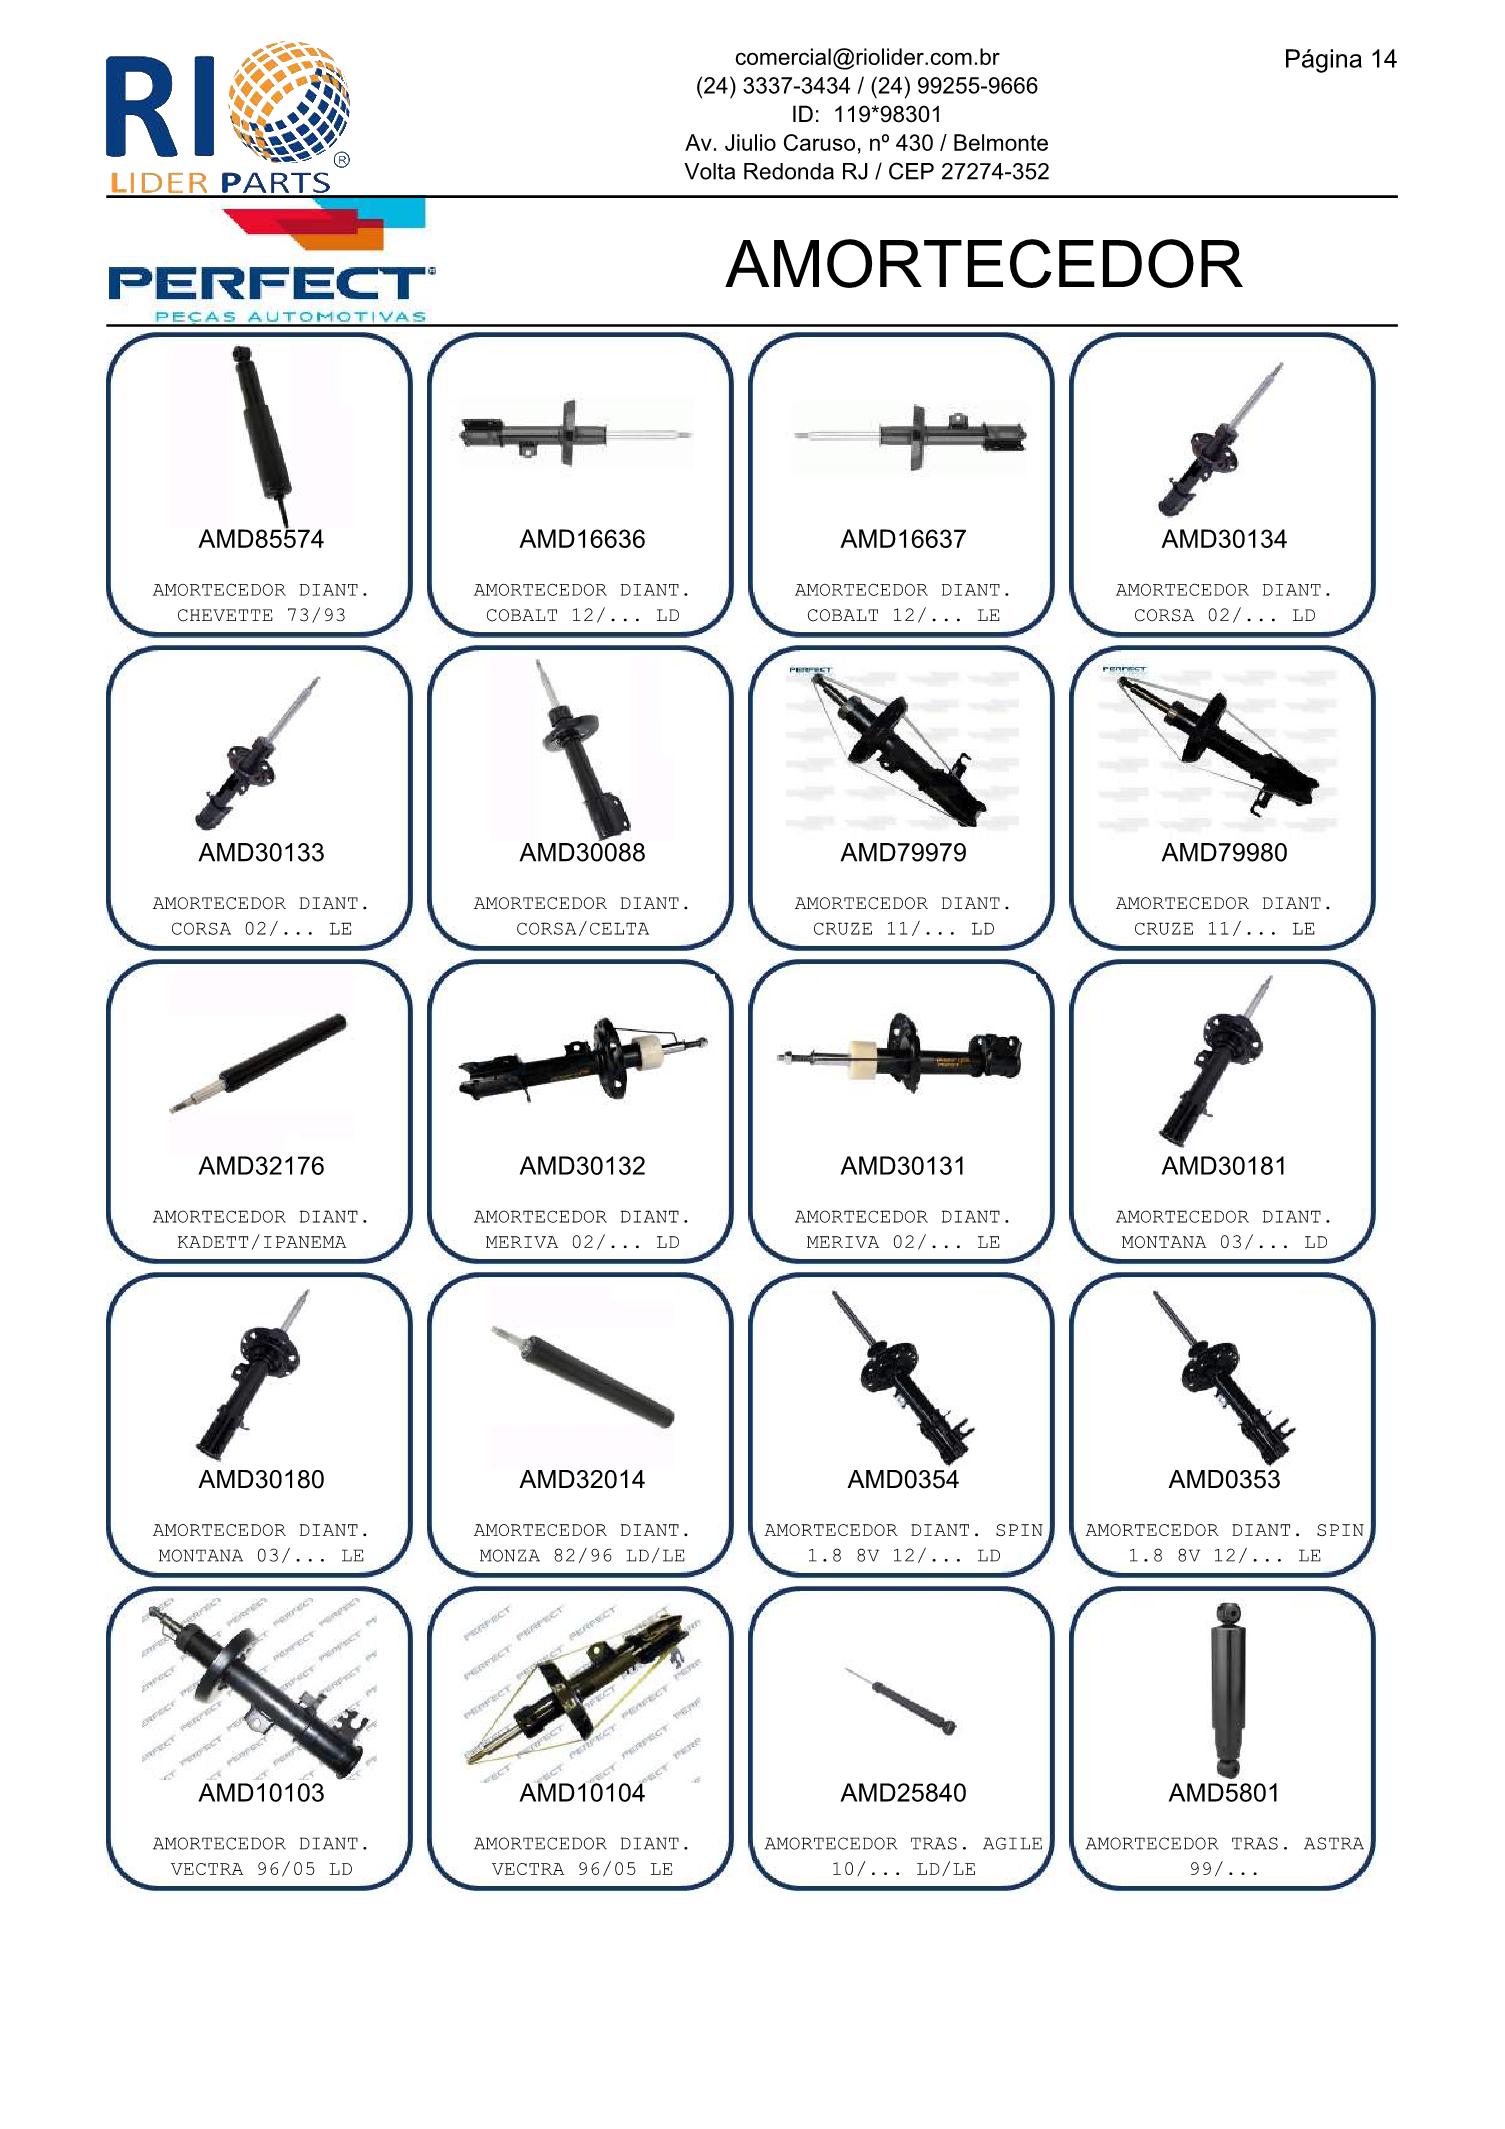 RIO
LIDER PARTS
®
comercial@riolider.com.br
(24) 3337-3434 / (24) 99255-9666
ID: 119*98301
Av. Jiulio Caruso, nº 430 / Belmonte
Volta Redonda RJ / CEP 27274-352
Página 14
PERFECT
PEÇAS AUTOMOTIVAS
AMORTECEDOR
AMD85574
AMORTECEDOR DIANT.
CHEVETTE 73/93
AMD16636
AMORTECEDOR DIANT.
COBALT 12/... LD
AMD16637
AMORTECEDOR DIANT.
COBALT 12/... LE
AMD30134
AMORTECEDOR DIANT.
CORSA 02/... LD
AMD30133
AMORTECEDOR DIANT.
CORSA 02/... LE
AMD30088
AMORTECEDOR DIANT.
CORSA/CELTA
PERFECT
AMD79979
AMORTECEDOR DIANT.
CRUZE 11/... LD
PERFECT
AMD79980
AMORTECEDOR DIANT.
CRUZE 11/... LE
AMD32176
AMORTECEDOR DIANT.
KADETT/IPANEMA
AMD30132
AMORTECEDOR DIANT.
MERIVA 02/... LD
AMD30131
AMORTECEDOR DIANT.
MERIVA 02/... LE
AMD30181
AMORTECEDOR DIANT.
MONTANA 03/... LD
AMD30180
AMORTECEDOR DIANT.
MONTANA 03/... LE
AMD32014
AMORTECEDOR DIANT.
MONZA 82/96 LD/LE
AMD0354
AMORTECEDOR DIANT. SPIN
1.8 8V 12/... LD
AMD0353
AMORTECEDOR DIANT. SPIN
1.8 8V 12/... LE
AMD10103
AMORTECEDOR DIANT.
VECTRA 96/05 LD
AMD10104
AMORTECEDOR DIANT.
VECTRA 96/05 LE
AMD25840
AMORTECEDOR TRAS. AGILE
10/... LD/LE
AMD5801
AMORTECEDOR TRAS. ASTRA
99/...